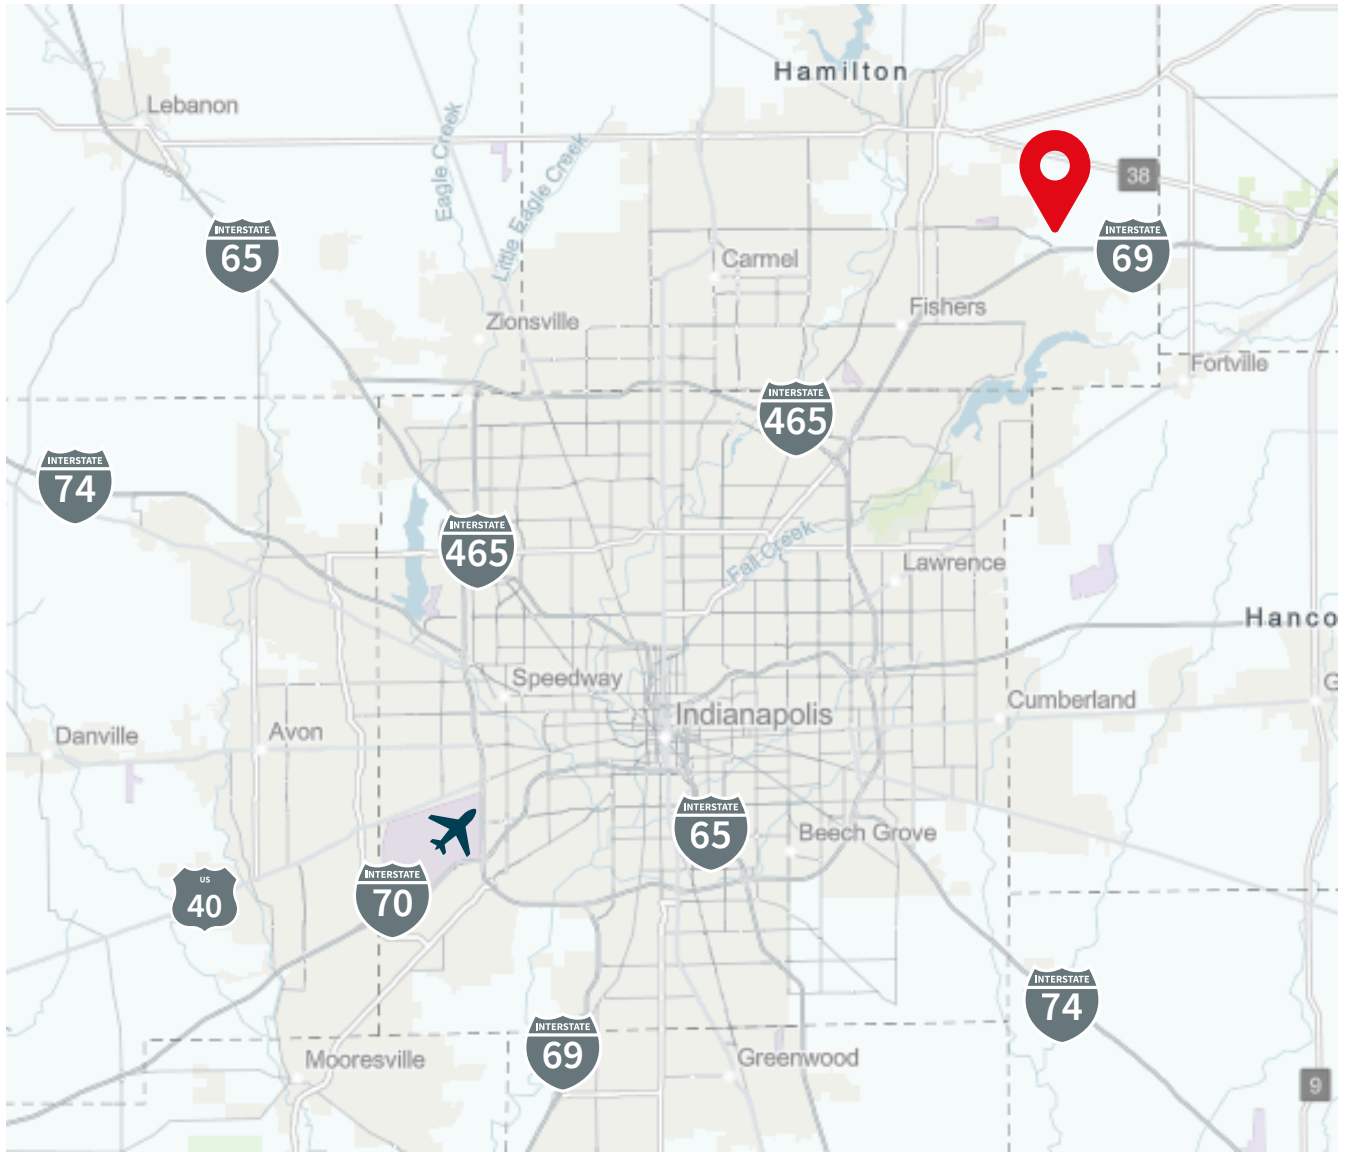 Hamilton
Lebanon
Eagle Creek
Little Eagle Creek
38
INTERSTATE
65
INTERSTATE
69
Carmel
Fishers
Zionsville
Fortville
INTERSTATE
465
INTERSTATE
74
INTERSTATE
465
Fall Creek
Lawrence
Hanco
Speedway
G
Cumberland
Indianapolis
Danville
Avon
INTERSTATE
65
Beech Grove
US
40
INTERSTATE
70
INTERSTATE
74
INTERSTATE
69
Mooresville
Greenwood
9